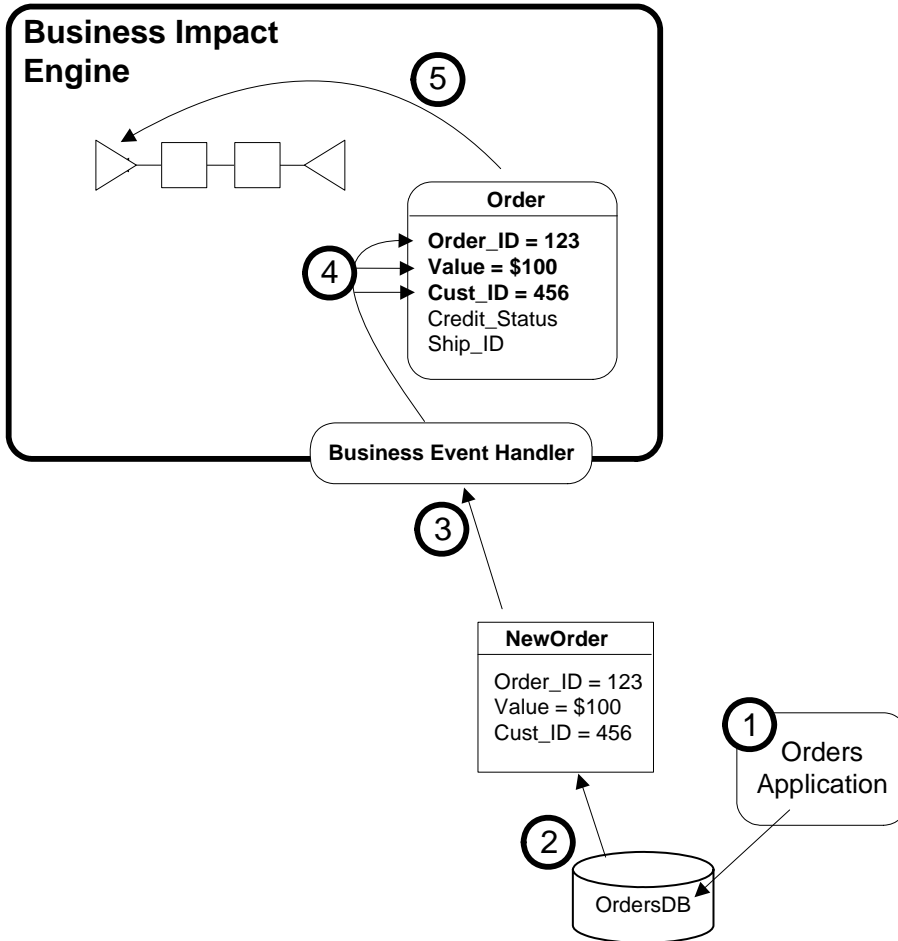 Business Impact
Engine
5
Order
Order_ID = 123
Value = $100
Cust_ID = 456
Credit_Status
Ship_ID
4
Business Event Handler
3
NewOrder
Order_ID = 123
Value = $100
Cust_ID = 456
1
Orders
Application
2
OrdersDB